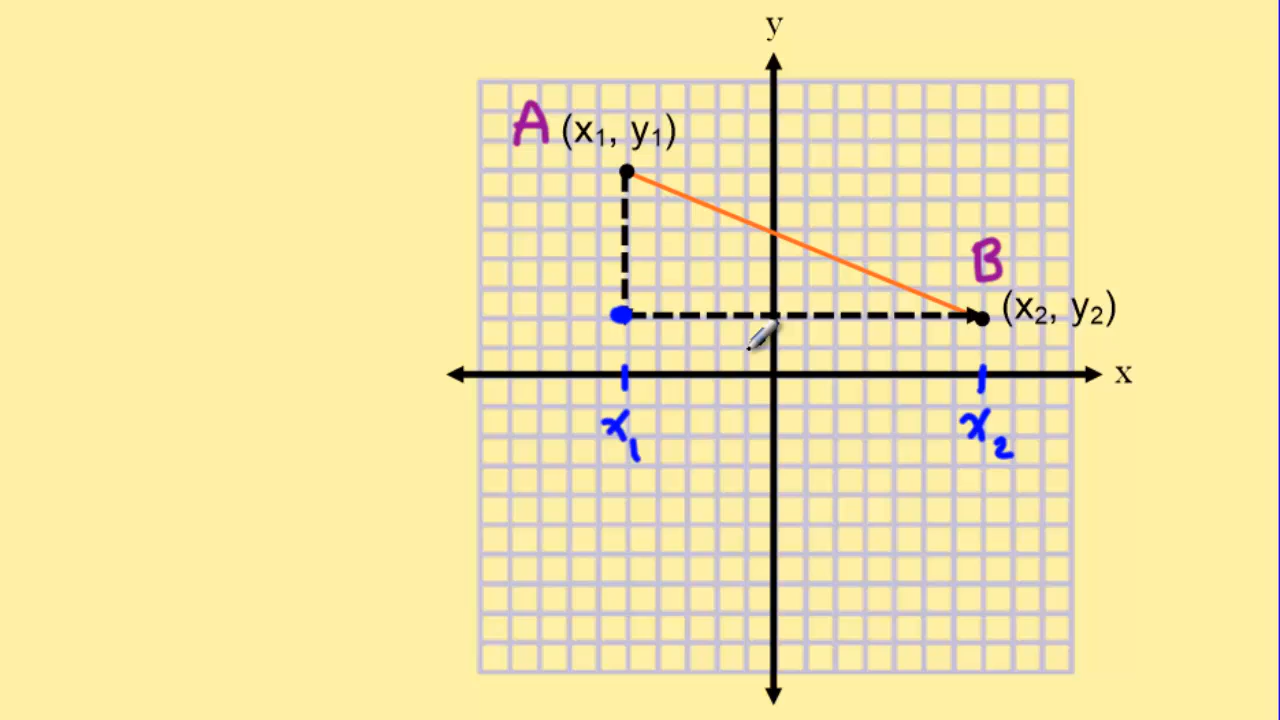 y
A (x₁, y₁)
B
(x₂, y₂)
x
x₁
x₂